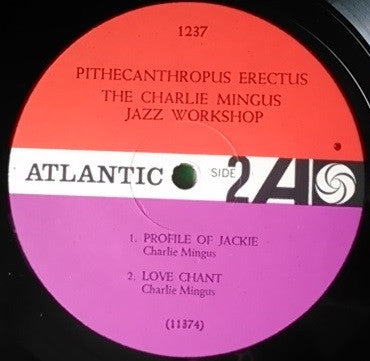 1237
PITHECANTHROPUS ERECTUS
THE CHARLIE MINGUS
JAZZ WORKSHOP
ATLANTIC SIDE 2 A
1. PROFILE OF JACKIE
Charlie Mingus
2. LOVE CHANT
Charlie Mingus
(11374)